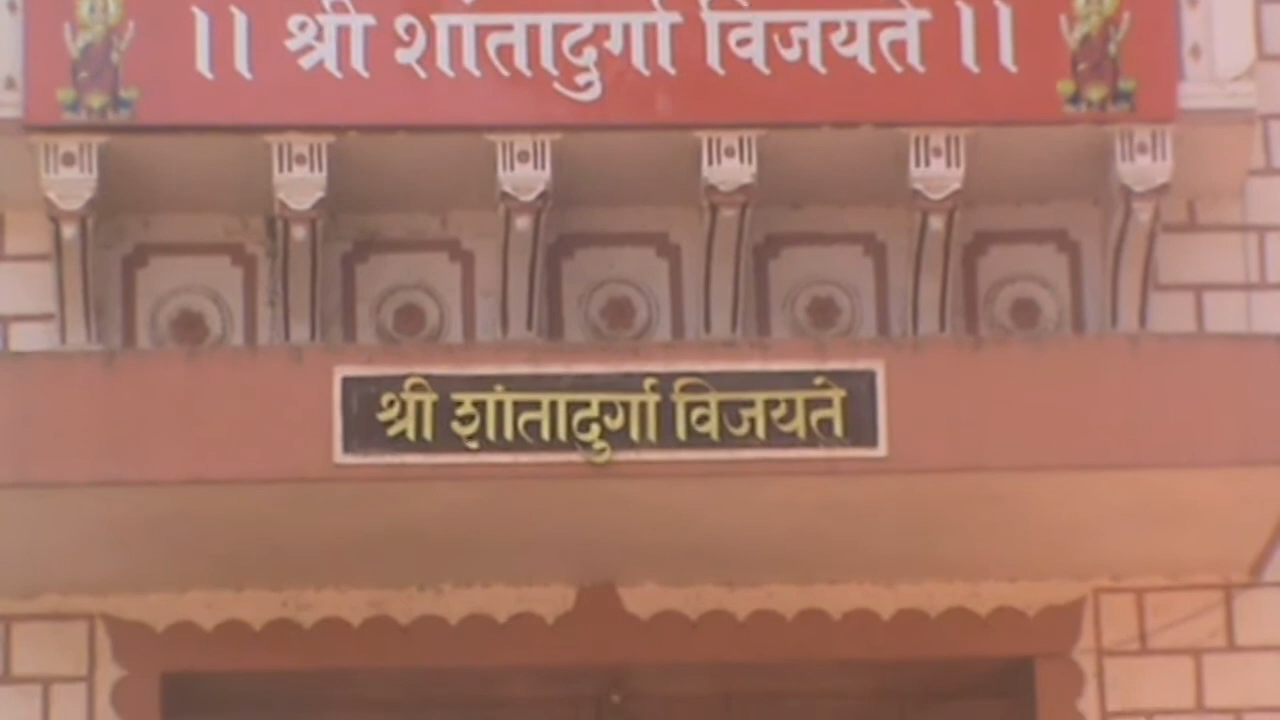 ।। श्री शांतादुर्गा विजयते ।।
श्री शांतादुर्गा विजयते